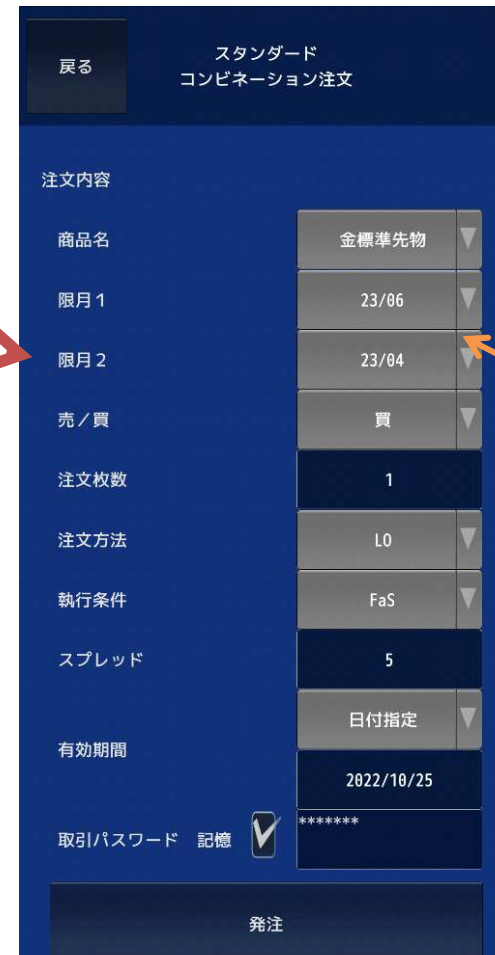 戻る
スタンダード
コンビネーション注文
注文内容
商品名 金標準先物
限月1 23/06
限月2 23/04
売/買 買
注文枚数 1
注文方法 LO
執行条件 FaS
スプレッド 5
有効期間 日付指定
2022/10/25
取引パスワード 記憶 *******
発注